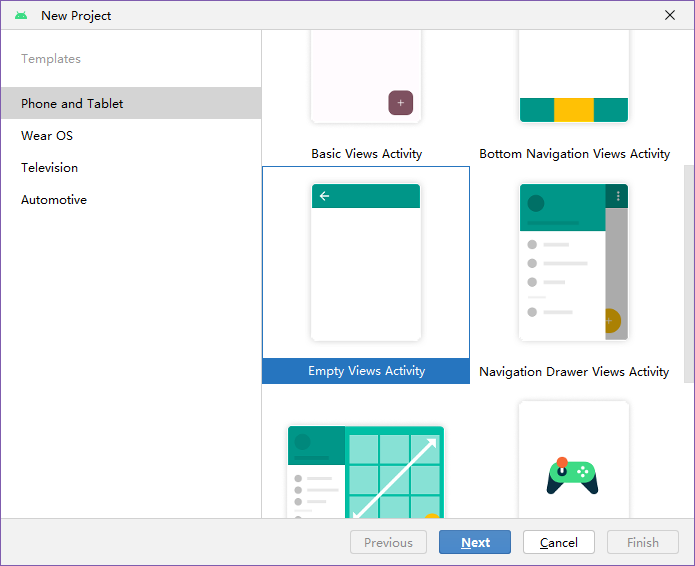 New Project
Templates
Phone and Tablet
Wear OS
Television
Automotive
Basic Views Activity
Bottom Navigation Views Activity
Empty Views Activity
Navigation Drawer Views Activity
Previous
Next
Cancel
Finish